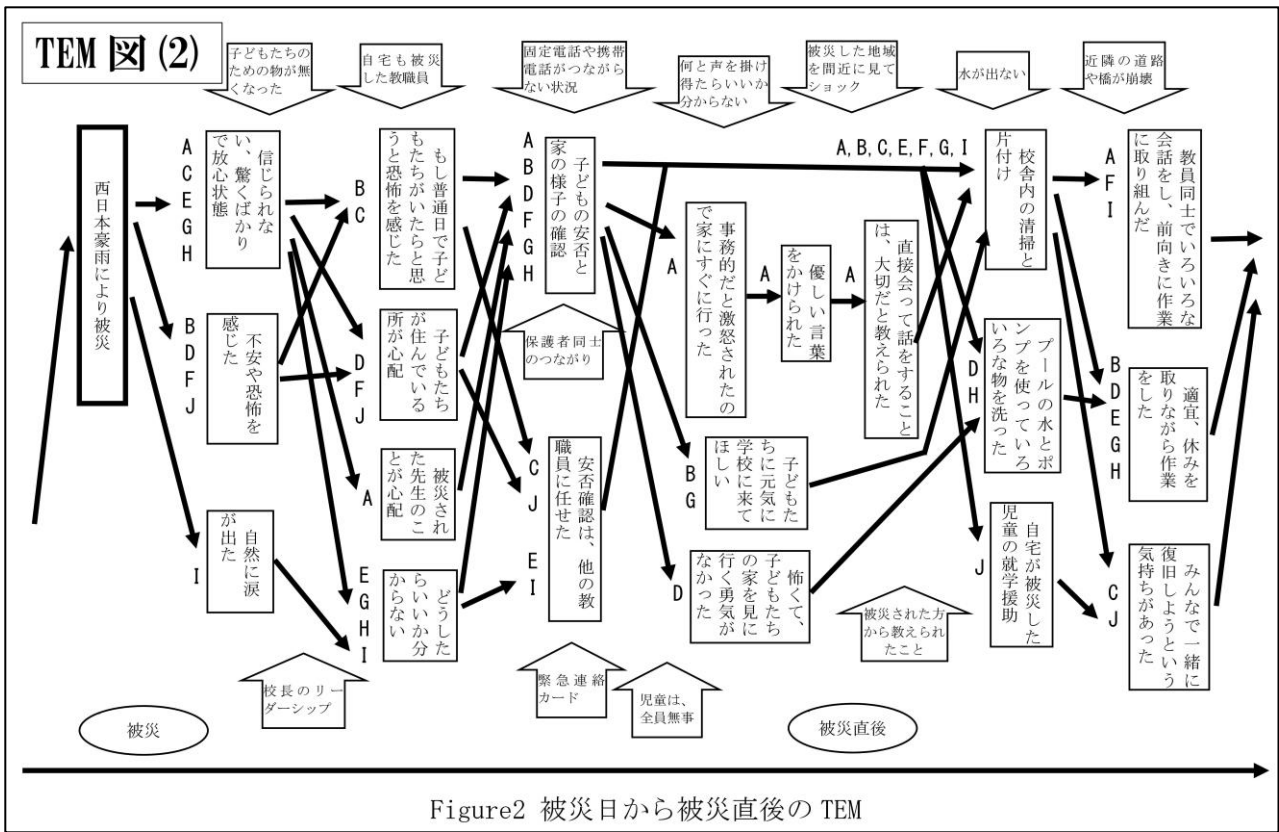 TEM 図(2)
子どもたちの
ための物が無
くなった
自宅も被災
した教職員
固定電話や携帯
電話がつながら
ない状況
何と声を掛け
得たらいいか
分からない
被災した地域
を間近に見て
ショック
水が出ない
近隣の道路
や橋が崩壊
西日本豪雨により被災
A
C
E
G
H
信じられな
い、驚くばかり
で放心状態
B
D
F
J
不安や恐怖を
感じた
I
自然に涙
が出た
B
C
もし普通日で子ど
もたちがいたらと思
うと恐怖を感じた
D
F
J
子どもたち
が住んでいる
所が心配
A
被災され
た先生のこ
とが心配
E
G
H
I
どうした
らいいか分
からない
A
B
D
F
G
H
子どもの安否と
家の様子の確認
保護者同士
のつながり
C
J
E
I
安否確認は、他の教
職員に任せた
A
事務的だと激怒されたの
で家にすぐに行った
A
優しい言葉
をかけられた
A
直接会って話をすること
は、大切だと教えられた
B
G
子どもた
ちに元気に
学校に来て
ほしい
D
怖くて、
子どもたち
の家を見に
行く勇気が
なかった
A, B, C, E, F, G, I
校舎内の清掃と
片付け
D
H
プールの水とポ
ンプを使っていろ
いろな物を洗った
J
自宅が被災した
児童の就学援助
A
F
I
教員同士でいろいろな
会話をし、前向きに作業
に取り組んだ
B
D
E
G
H
適宜、休みを
取りながら作業
をした
C
J
みんなで一緒に
復旧しようという
気持ちがあった
校長のリー
ダーシップ
緊急連絡
カード
児童は、
全員無事
被災された方
から教えられ
たこと
被災
被災直後
Figure2 被災日から被災直後の TEM